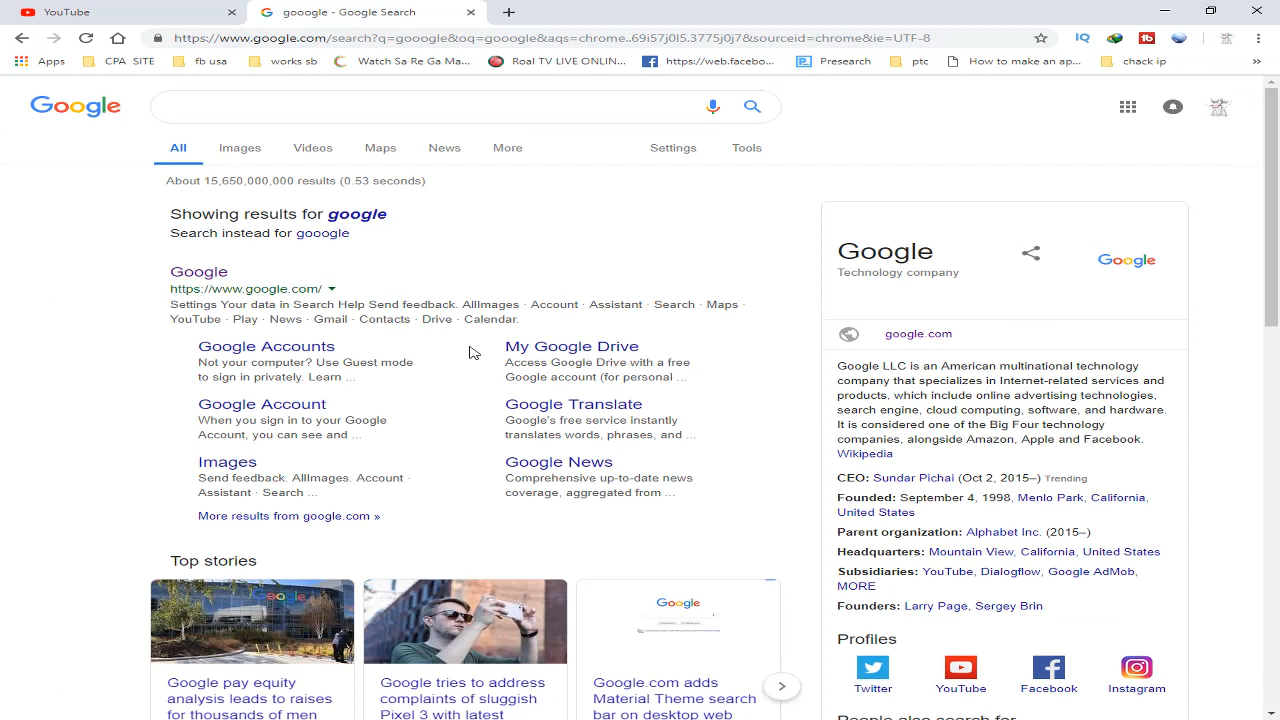 YouTube
gooogle - Google Search
https://www.google.com/search?q=gooogle&oq=gooogle&aqs=chrome..69i57j0l5.3775j0j7&sourceid=chrome&ie=UTF-8
IQ
Apps
CPA SITE
fb usa
works sb
Watch Sa Re Ga Ma...
Roal TV LIVE ONLIN...
https://web.faceboo...
Presearch
ptc
How to make an ap...
chack ip
»
Google
All
Images
Videos
Maps
News
More
Settings
Tools
About 15,650,000,000 results (0.53 seconds)
Showing results for google
Search instead for gooogle
Google
https://www.google.com/
Settings Your data in Search Help Send feedback. AllImages · Account · Assistant · Search · Maps ·
YouTube · Play · News · Gmail · Contacts · Drive · Calendar.
Google Accounts
Not your computer? Use Guest mode
to sign in privately. Learn ...
My Google Drive
Access Google Drive with a free
Google account (for personal ...
Google Account
When you sign in to your Google
Account, you can see and ...
Google Translate
Google's free service instantly
translates words, phrases, and ...
Images
Send feedback. AllImages. Account ·
Assistant · Search ...
Google News
Comprehensive up-to-date news
coverage, aggregated from ...
More results from google.com »
Top stories
Google
Google pay equity
analysis leads to raises
for thousands of men
Google tries to address
complaints of sluggish
Pixel 3 with latest
Google
Google.com adds
Material Theme search
bar on desktop web
Google
Technology company
Google
google.com
Google LLC is an American multinational technology
company that specializes in Internet-related services and
products, which include online advertising technologies,
search engine, cloud computing, software, and hardware.
It is considered one of the Big Four technology
companies, alongside Amazon, Apple and Facebook.
Wikipedia
CEO: Sundar Pichai (Oct 2, 2015–) Trending
Founded: September 4, 1998, Menlo Park, California,
United States
Parent organization: Alphabet Inc. (2015–)
Headquarters: Mountain View, California, United States
Subsidiaries: YouTube, Dialogflow, Google AdMob,
MORE
Founders: Larry Page, Sergey Brin
Profiles
Twitter
YouTube
Facebook
Instagram
People also search for